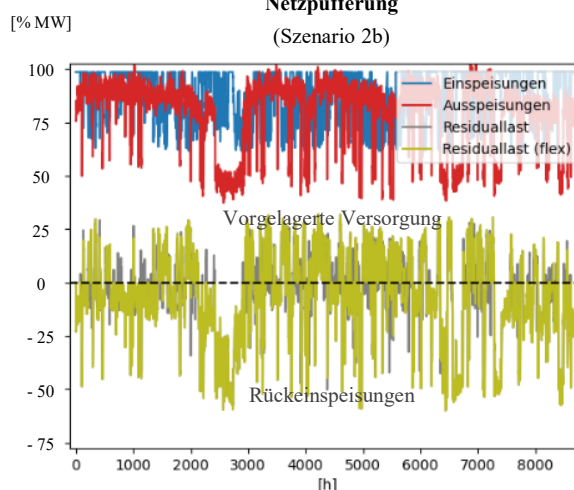 Netzpufferung
[% MW]
(Szenario 2b)
100
75
50
25
0
- 25
- 50
- 75
Einspeisungen
Ausspeisungen
Residuallast
Residuallast (flex)
Vorgelagerte Versorgung
Rückeinspeisungen
0 1000 2000 3000 4000 5000 6000 7000 8000
[h]